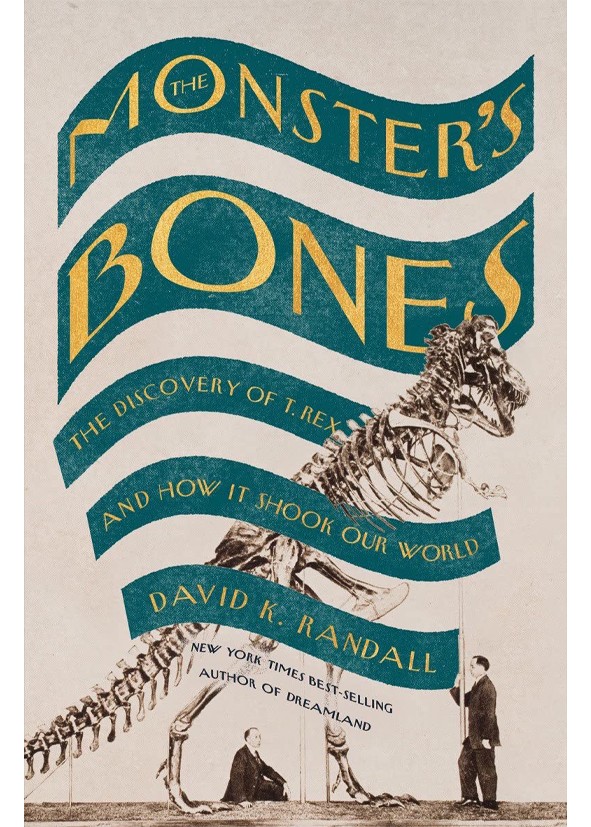 THE
MONSTER'S
BONES
THE DISCOVERY OF T. REX
AND HOW IT SHOOK OUR WORLD
DAVID K. RANDALL
NEW YORK TIMES BEST-SELLING
AUTHOR OF DREAMLAND